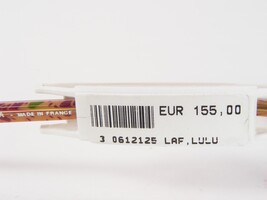 MADE IN FRANCE
EUR 155,00
3 0612125 LAF,LULU